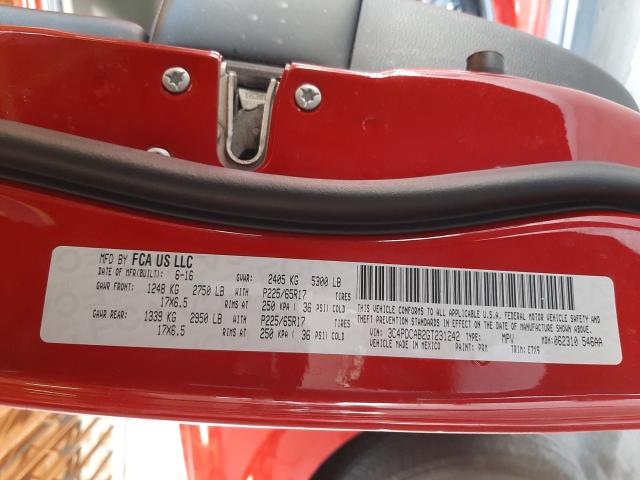 MFD BY FCA US LLC
DATE OF MFR(BUILT): 6-16 GVWR: 2405 KG 5300 LB
GAWR FRONT: 1248 KG 2750 LB WITH P225/65R17 TIRES
17X6.5 RIMS AT 250 KPA ( 36 PSI) COLD
GAWR REAR: 1339 KG 2950 LB WITH P225/65R17 TIRES
17X6.5 RIMS AT 250 KPA ( 36 PSI) COLD
THIS VEHICLE CONFORMS TO ALL APPLICABLE U.S.A. FEDERAL MOTOR VEHICLE SAFETY AND
THEFT PREVENTION STANDARDS IN EFFECT ON THE DATE OF MANUFACTURE SHOWN ABOVE.
VIN: 3C4PDCAB2GT231242 TYPE: MPV MDH: 062310 546AA
VEHICLE MADE IN MEXICO PAINT: PRM TRIM: E7X9